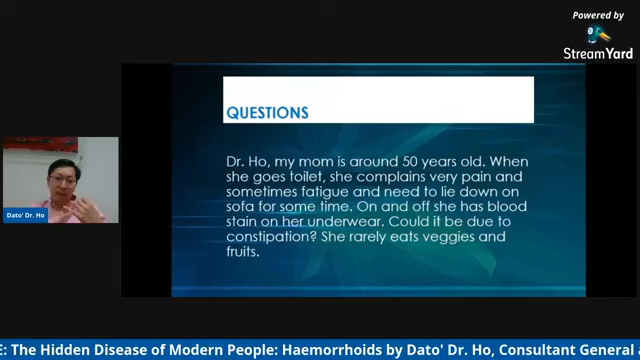 Powered by
StreamYard
QUESTIONS
Dr. Ho, my mom is around 50 years old. When
she goes toilet, she complains very pain and
sometimes fatigue and need to lie down on
sofa for some time. On and off she has blood
stain on her underwear. Could it be due to
constipation? She rarely eats veggies and
fruits.
Dato' Dr. Ho
E: The Hidden Disease of Modern People: Haemorrhoids by Dato' Dr. Ho, Consultant General